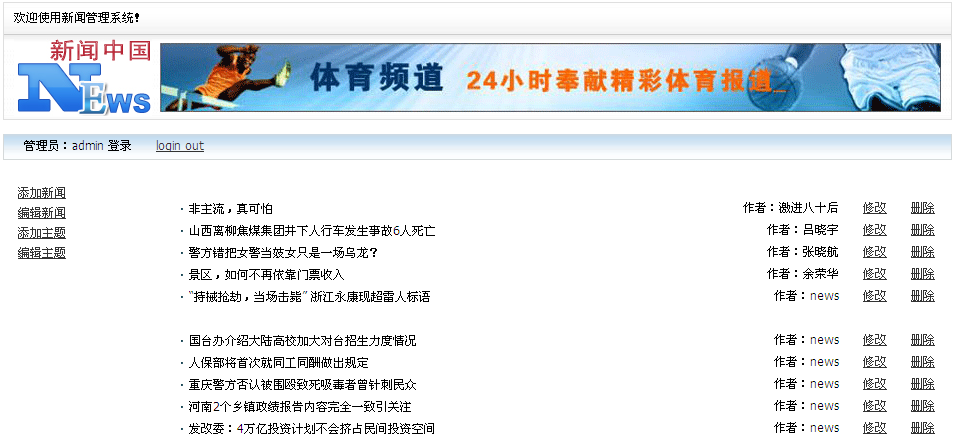 欢迎使用新闻管理系统!
新闻中国
News
体育频道 24小时奉献精彩体育报道_
管理员：admin 登录 login out
添加新闻
编辑新闻
添加主题
编辑主题
· 非主流，真可怕 作者：激进八十后 修改 删除
· 山西离柳焦煤集团井下人行车发生事故6人死亡 作者：吕晓宇 修改 删除
· 警方错把女警当妓女只是一场乌龙？ 作者：张晓航 修改 删除
· 景区，如何不再依靠门票收入 作者：余荣华 修改 删除
· “持械抢劫，当场击毙”浙江永康现超雷人标语 作者：news 修改 删除
· 国台办介绍大陆高校加大对台招生力度情况 作者：news 修改 删除
· 人保部将首次就同工同酬做出规定 作者：news 修改 删除
· 重庆警方否认被围殴致死吸毒者曾针刺民众 作者：news 修改 删除
· 河南2个乡镇政绩报告内容完全一致引关注 作者：news 修改 删除
· 发改委：4万亿投资计划不会挤占民间投资空间 作者：news 修改 删除